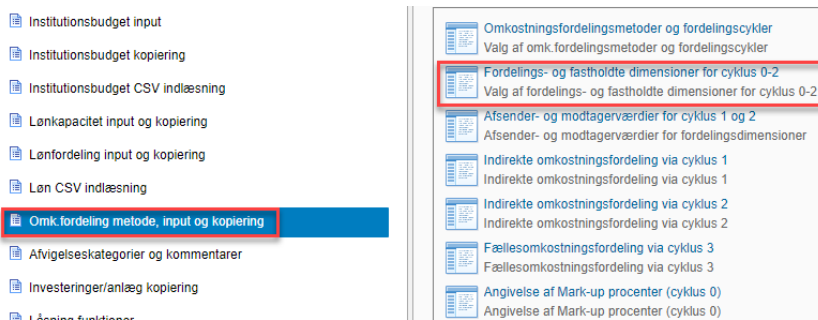 Institutionsbudget input
Institutionsbudget kopiering
Institutionsbudget CSV indlæsning
Lønkapacitet input og kopiering
Lønfordeling input og kopiering
Løn CSV indlæsning
Omk.fordeling metode, input og kopiering
Afvigelseskategorier og kommentarer
Investeringer/anlæg kopiering
Låsning funktioner
Omkostningsfordelingsmetoder og fordelingscykler
Valg af omk.fordelingsmetoder og fordelingscykler
Fordelings- og fastholdte dimensioner for cyklus 0-2
Valg af fordelings- og fastholdte dimensioner for cyklus 0-2
Afsender- og modtagerværdier for cyklus 1 og 2
Afsender- og modtagerværdier for fordelingsdimensioner
Indirekte omkostningsfordeling via cyklus 1
Indirekte omkostningsfordeling via cyklus 1
Indirekte omkostningsfordeling via cyklus 2
Indirekte omkostningsfordeling via cyklus 2
Fællesomkostningsfordeling via cyklus 3
Fællesomkostningsfordeling via cyklus 3
Angivelse af Mark-up procenter (cyklus 0)
Angivelse af Mark-up procenter (cyklus 0)